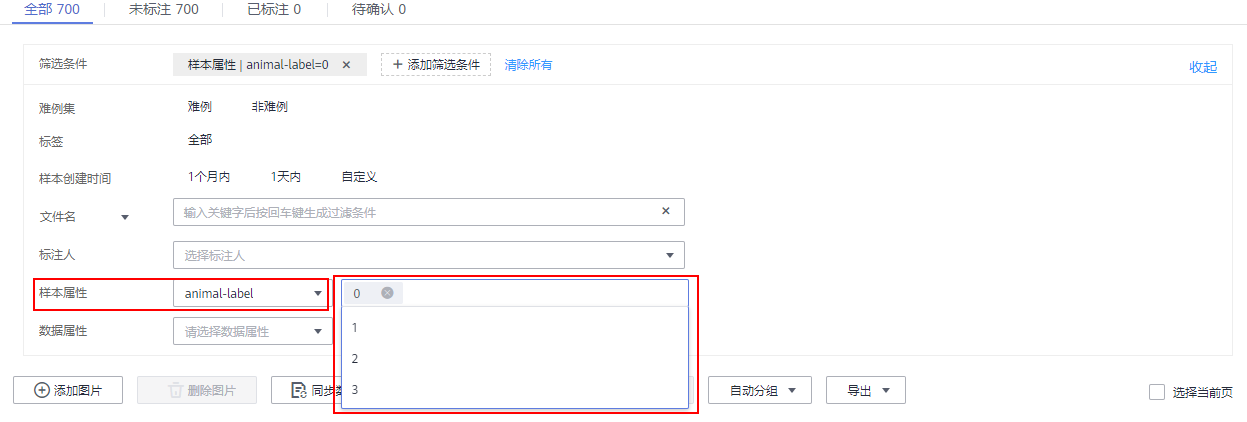 全部 700 未标注 700 已标注 0 待确认 0
筛选条件 样本属性 | animal-label=0 × + 添加筛选条件 清除所有 收起
难例集 难例 非难例
标签 全部
样本创建时间 1个月内 1天内 自定义
文件名 输入关键字后按回车键生成过滤条件 ×
标注人 选择标注人
样本属性 animal-label 0
数据属性 请选择数据属性 1
2
3
添加图片 删除图片 同步 自动分组 导出 选择当前页